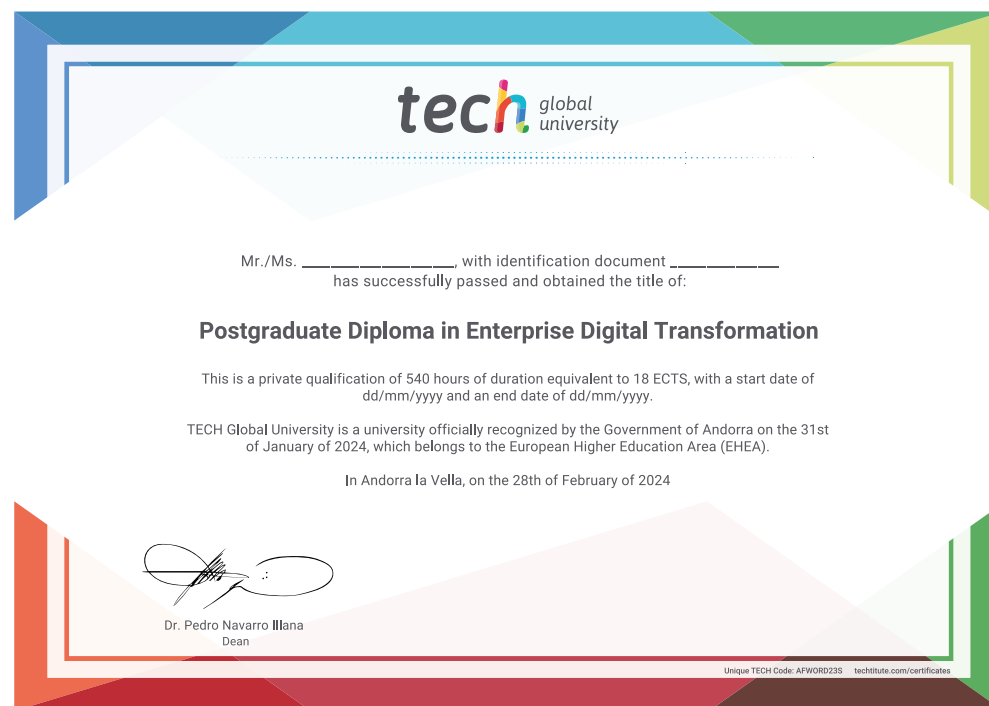 tech global
university
Mr./Ms. ____________________, with identification document ______________
has successfully passed and obtained the title of:
Postgraduate Diploma in Enterprise Digital Transformation
This is a private qualification of 540 hours of duration equivalent to 18 ECTS, with a start date of
dd/mm/yyyy and an end date of dd/mm/yyyy.
TECH Global University is a university officially recognized by the Government of Andorra on the 31st
of January of 2024, which belongs to the European Higher Education Area (EHEA).
In Andorra la Vella, on the 28th of February of 2024
Dr. Pedro Navarro Illana
Dean
Unique TECH Code: AFWORD23S techtitute.com/certificates